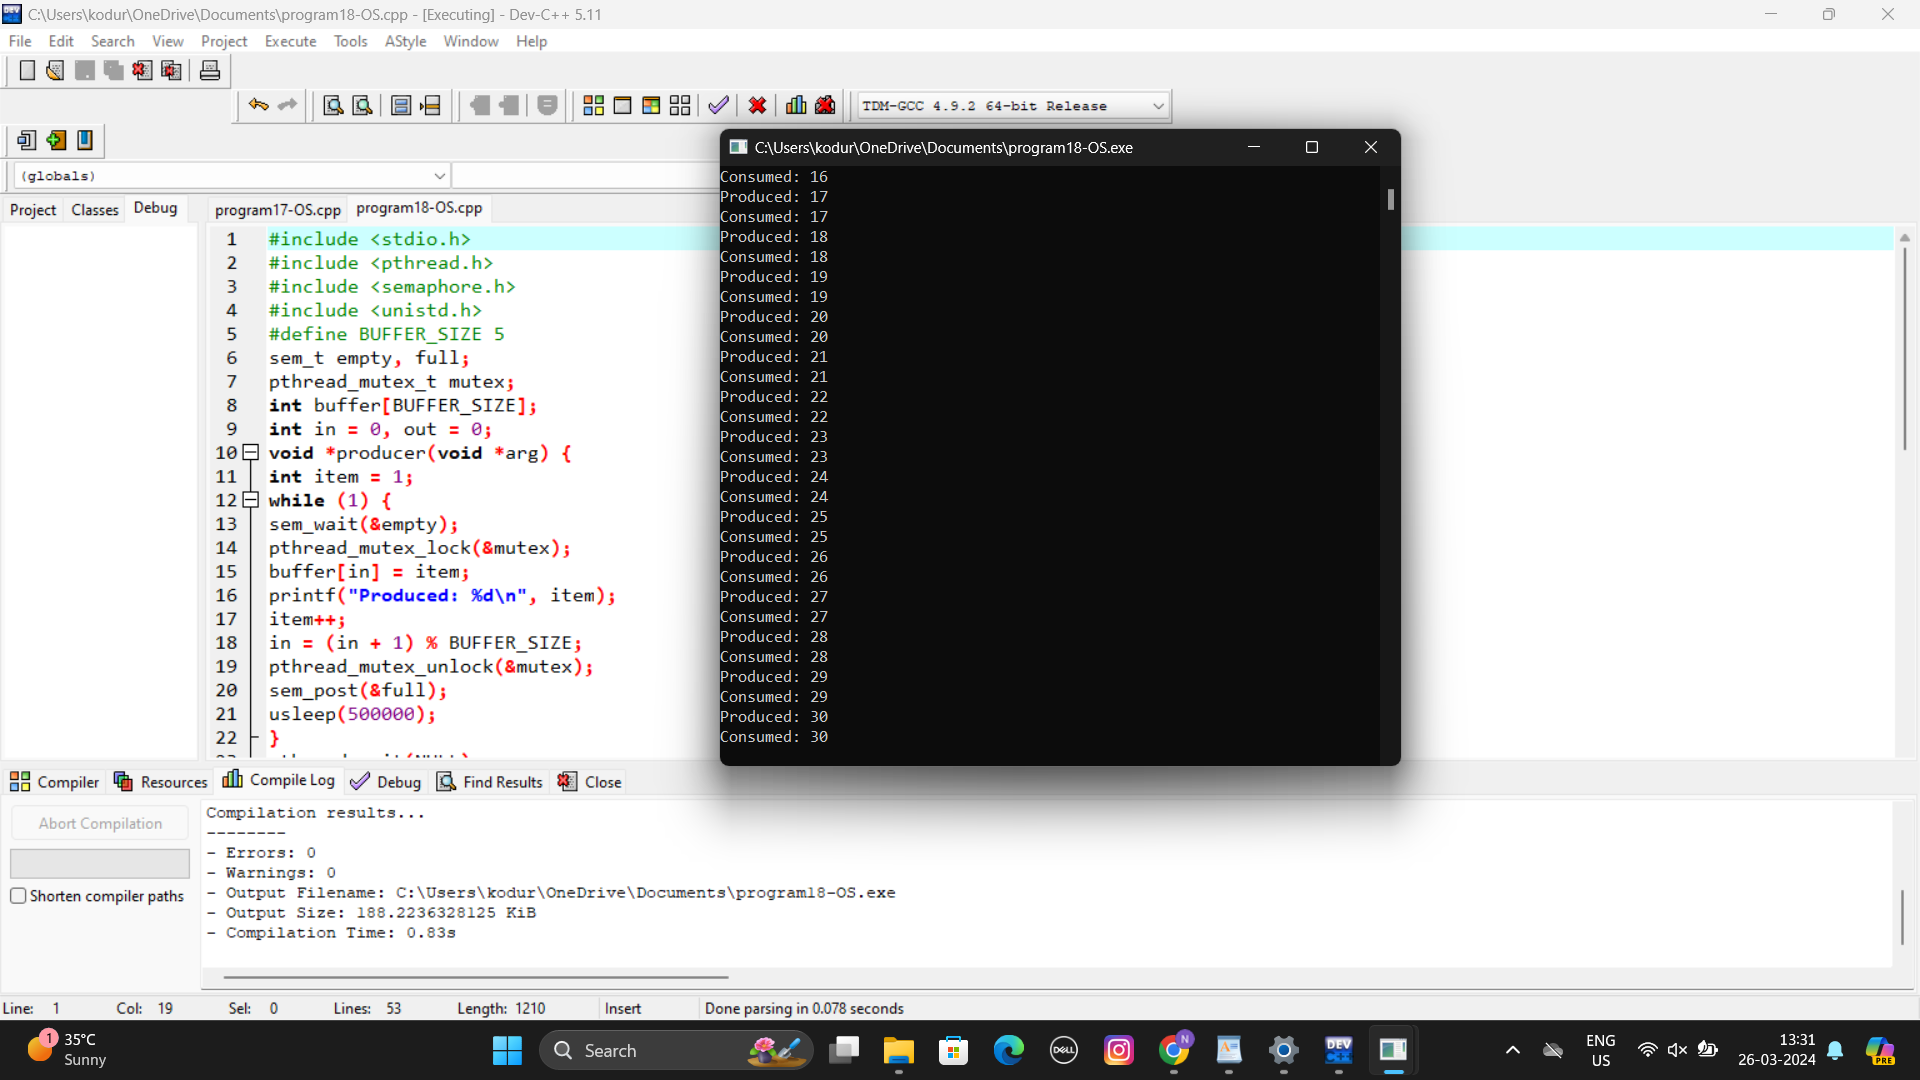 C:\Users\kodur\OneDrive\Documents\program18-OS.cpp - [Executing] - Dev-C++ 5.11
File Edit Search View Project Execute Tools AStyle Window Help
TDM-GCC 4.9.2 64-bit Release
(globals)
Project Classes Debug
program17-OS.cpp program18-OS.cpp
1 #include <stdio.h>
2 #include <pthread.h>
3 #include <semaphore.h>
4 #include <unistd.h>
5 #define BUFFER_SIZE 5
6 sem_t empty, full;
7 pthread_mutex_t mutex;
8 int buffer[BUFFER_SIZE];
9 int in = 0, out = 0;
10 void *producer(void *arg) {
11 int item = 1;
12 while (1) {
13 sem_wait(&empty);
14 pthread_mutex_lock(&mutex);
15 buffer[in] = item;
16 printf("Produced: %d\n", item);
17 item++;
18 in = (in + 1) % BUFFER_SIZE;
19 pthread_mutex_unlock(&mutex);
20 sem_post(&full);
21 usleep(500000);
22 }
C:\Users\kodur\OneDrive\Documents\program18-OS.exe
Consumed: 16
Produced: 17
Consumed: 17
Produced: 18
Consumed: 18
Produced: 19
Consumed: 19
Produced: 20
Consumed: 20
Produced: 21
Consumed: 21
Produced: 22
Consumed: 22
Produced: 23
Consumed: 23
Produced: 24
Consumed: 24
Produced: 25
Consumed: 25
Produced: 26
Consumed: 26
Produced: 27
Consumed: 27
Produced: 28
Consumed: 28
Produced: 29
Consumed: 29
Produced: 30
Consumed: 30
Compiler Resources Compile Log Debug Find Results Close
Abort Compilation
Shorten compiler paths
Compilation results...
--------
- Errors: 0
- Warnings: 0
- Output Filename: C:\Users\kodur\OneDrive\Documents\program18-OS.exe
- Output Size: 188.2236328125 KiB
- Compilation Time: 0.83s
Line: 1 Col: 19 Sel: 0 Lines: 53 Length: 1210 Insert Done parsing in 0.078 seconds
1
35°C
Sunny
Search
DELL
N
DEV
ENG
US
13:31
26-03-2024
PRE